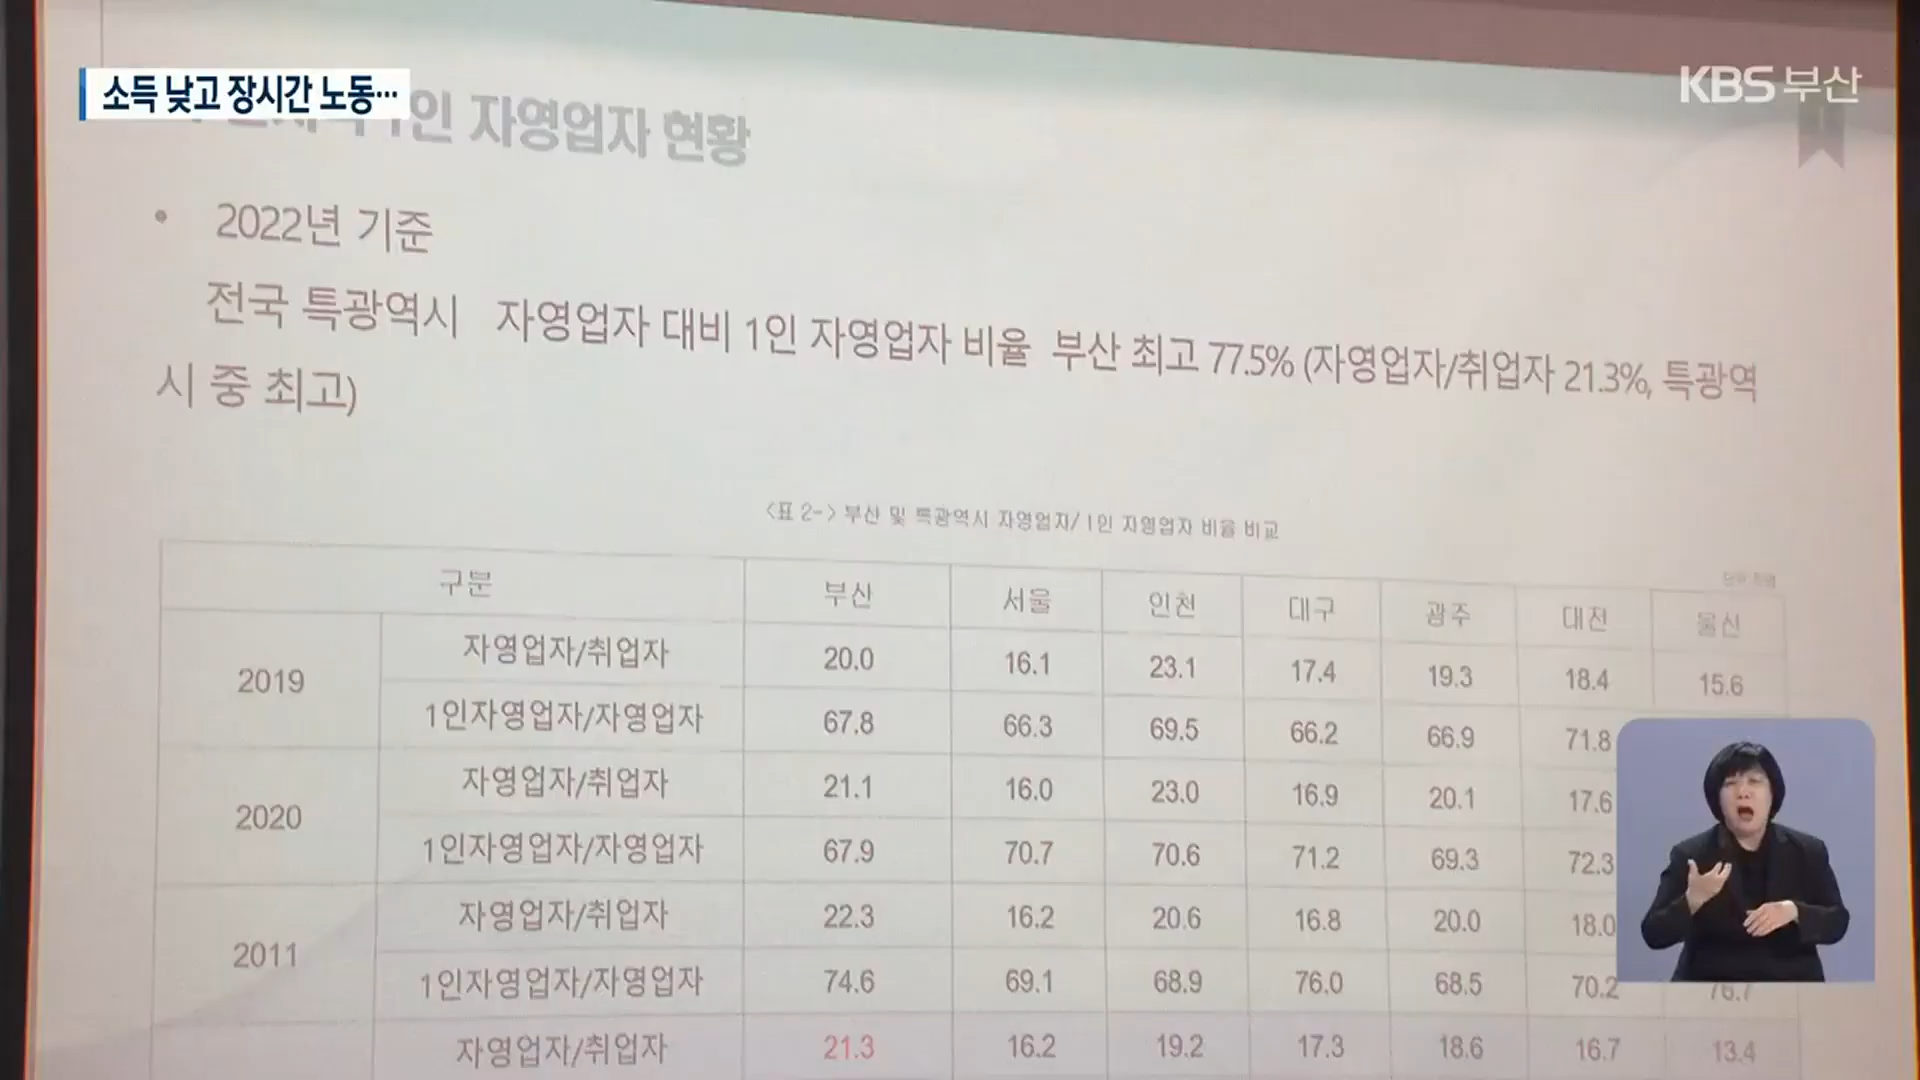 소득 낮고 장시간 노동…
KBS 부산
1인 자영업자 현황
• 2022년 기준
전국 특광역시 자영업자 대비 1인 자영업자 비율 부산 최고 77.5% (자영업자/취업자 21.3%, 특광역
시 중 최고)
<표 2-> 부산 및 특광역시 자영업자/1인 자영업자 비율 비교
구분 부산 서울 인천 대구 광주 대전 울산
2019 자영업자/취업자 20.0 16.1 23.1 17.4 19.3 18.4 15.6
1인자영업자/자영업자 67.8 66.3 69.5 66.2 66.9 71.8
2020 자영업자/취업자 21.1 16.0 23.0 16.9 20.1 17.6
1인자영업자/자영업자 67.9 70.7 70.6 71.2 69.3 72.3
2011 자영업자/취업자 22.3 16.2 20.6 16.8 20.0 18.0
1인자영업자/자영업자 74.6 69.1 68.9 76.0 68.5 70.2
자영업자/취업자 21.3 16.2 19.2 17.3 18.6 16.7 13.4